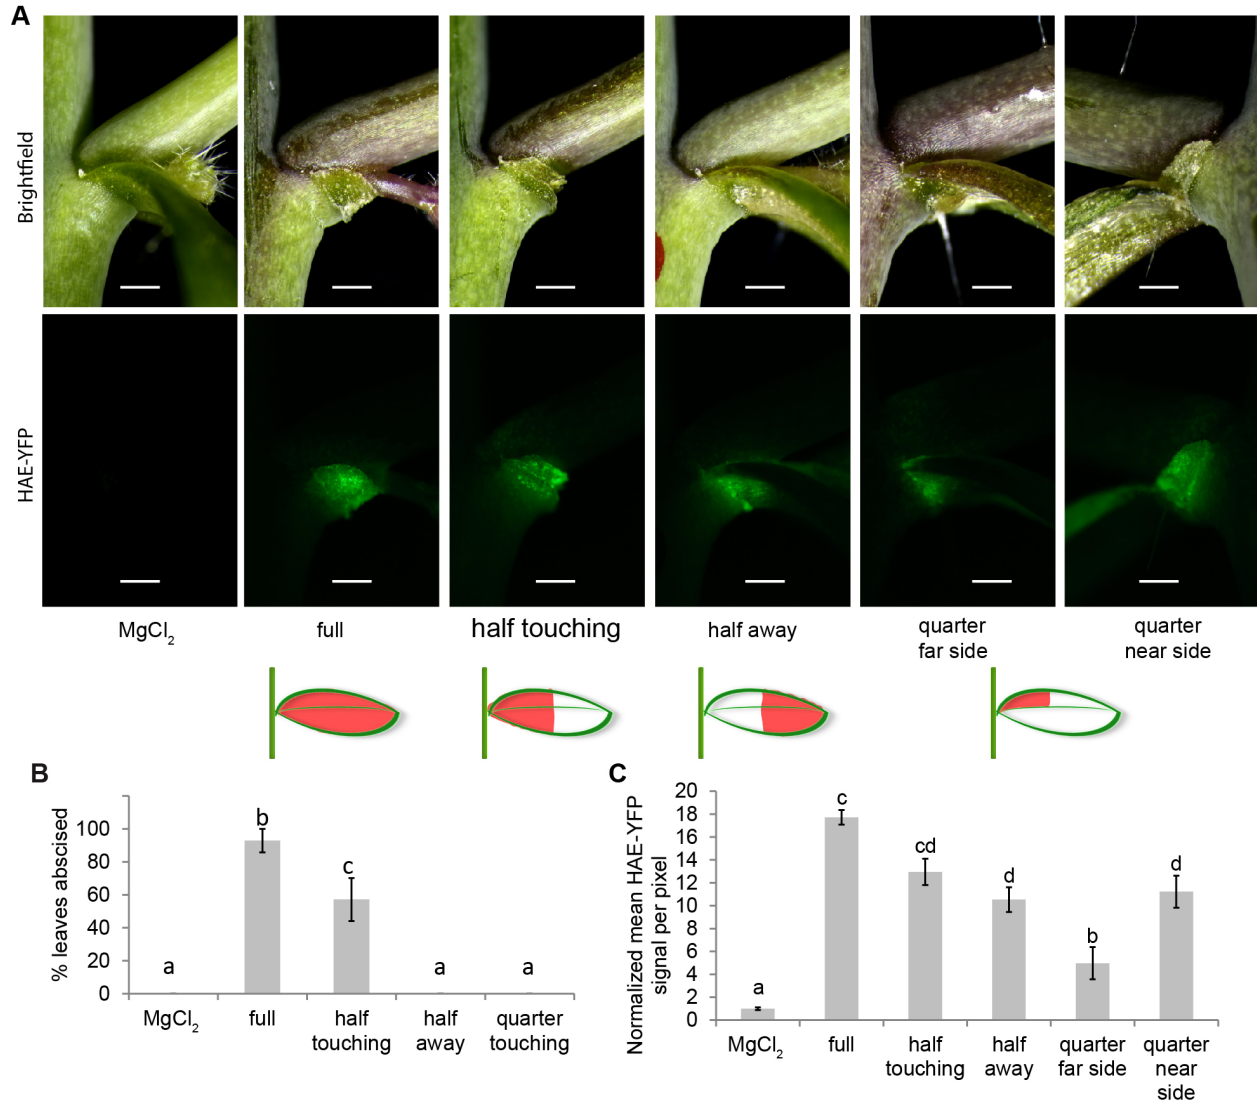 A
Brightfield
HAE-YFP
MgCl2
full
half touching
half away
quarter
far side
quarter
near side
B
% leaves abscised
100
80
60
40
20
0
a
b
c
a
a
MgCl2
full
half
touching
half
away
quarter
touching
C
Normalized mean HAE-YFP
signal per pixel
20
18
16
14
12
10
8
6
4
2
0
a
c
cd
d
b
d
MgCl2
full
half
touching
half
away
quarter
far side
quarter
near
side